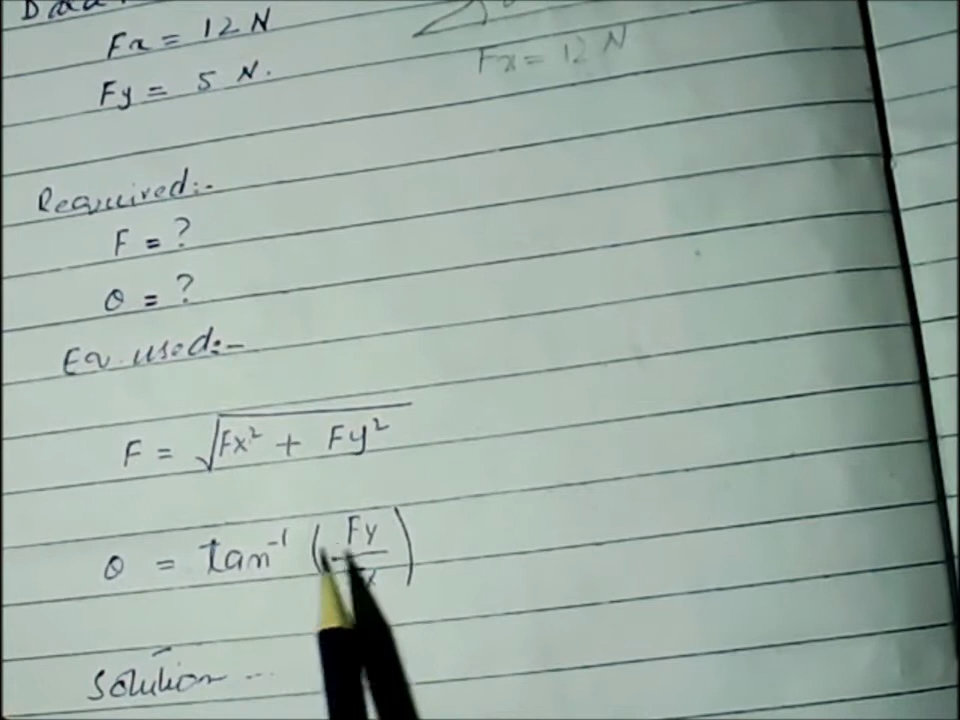 Fx = 12 N
Fx = 12 N
Fy = 5 N.
Required:-
F = ?
θ = ?
Eq. used:-
F = √Fx² + Fy²
θ = tan⁻¹ (Fy
x)
Solution ...